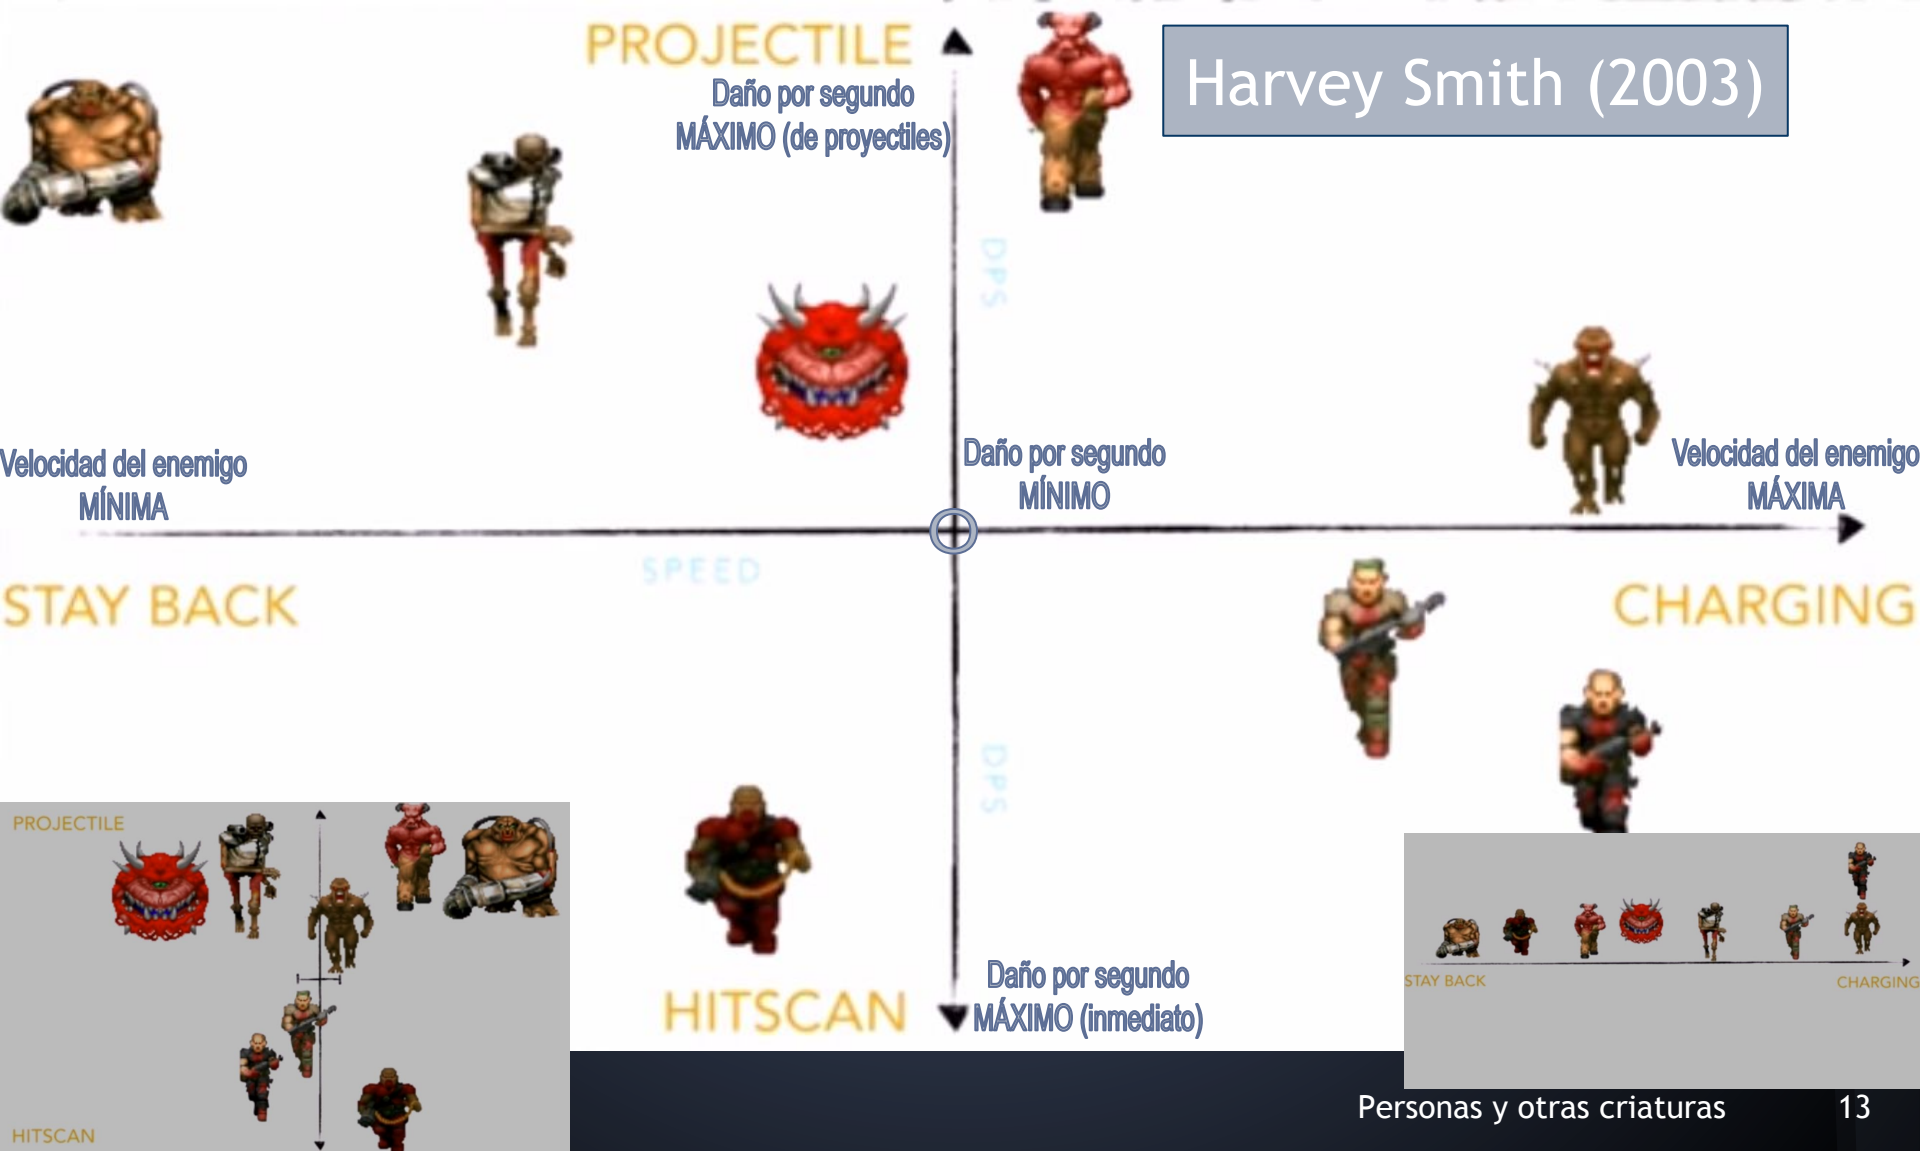 PROJECTILE
Daño por segundo
MÁXIMO (de proyectiles)
Harvey Smith (2003)
DPS
Velocidad del enemigo
MÍNIMA
Daño por segundo
MÍNIMO
Velocidad del enemigo
MÁXIMA
SPEED
STAY BACK
CHARGING
DPS
HITSCAN
Daño por segundo
MÁXIMO (inmediato)
PROJECTILE
HITSCAN
STAY BACK
CHARGING
Personas y otras criaturas
13